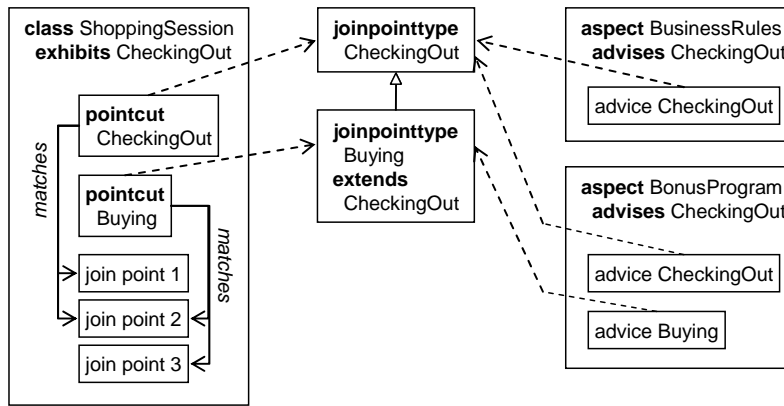 class ShoppingSession
exhibits CheckingOut
pointcut
CheckingOut
matches
pointcut
Buying
matches
join point 1
join point 2
join point 3
joinpointtype
CheckingOut
joinpointtype
Buying
extends
CheckingOut
aspect BusinessRules
advises CheckingOut
advice CheckingOut
aspect BonusProgram
advises CheckingOut
advice CheckingOut
advice Buying